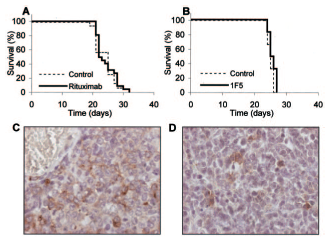 A
B
Survival (%)
100
80
60
40
20
0
Control
Rituximab
0 10 20 30 40
Time (days)
Survival (%)
100
80
60
40
20
0
Control
1F5
0 10 20 30 40
Time (days)
C
D